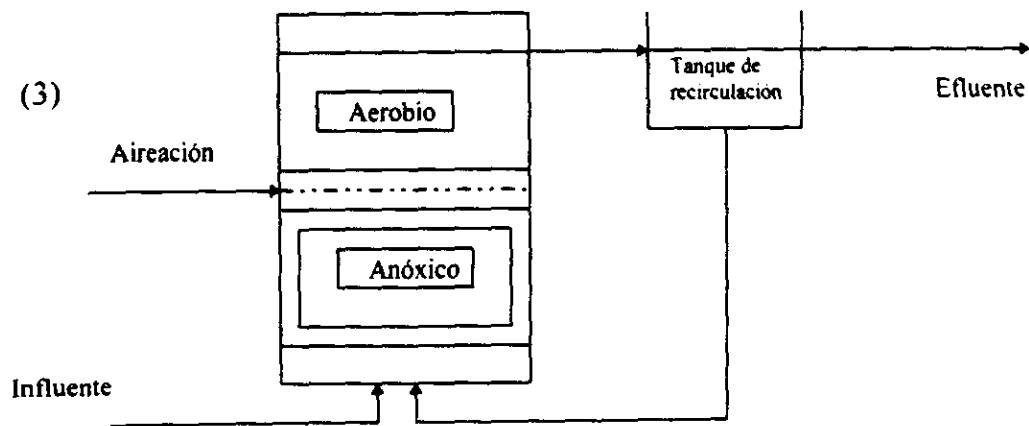 (3)
Aerobio
Tanque de
recirculación
Efluente
Aireación
Anóxico
Influente